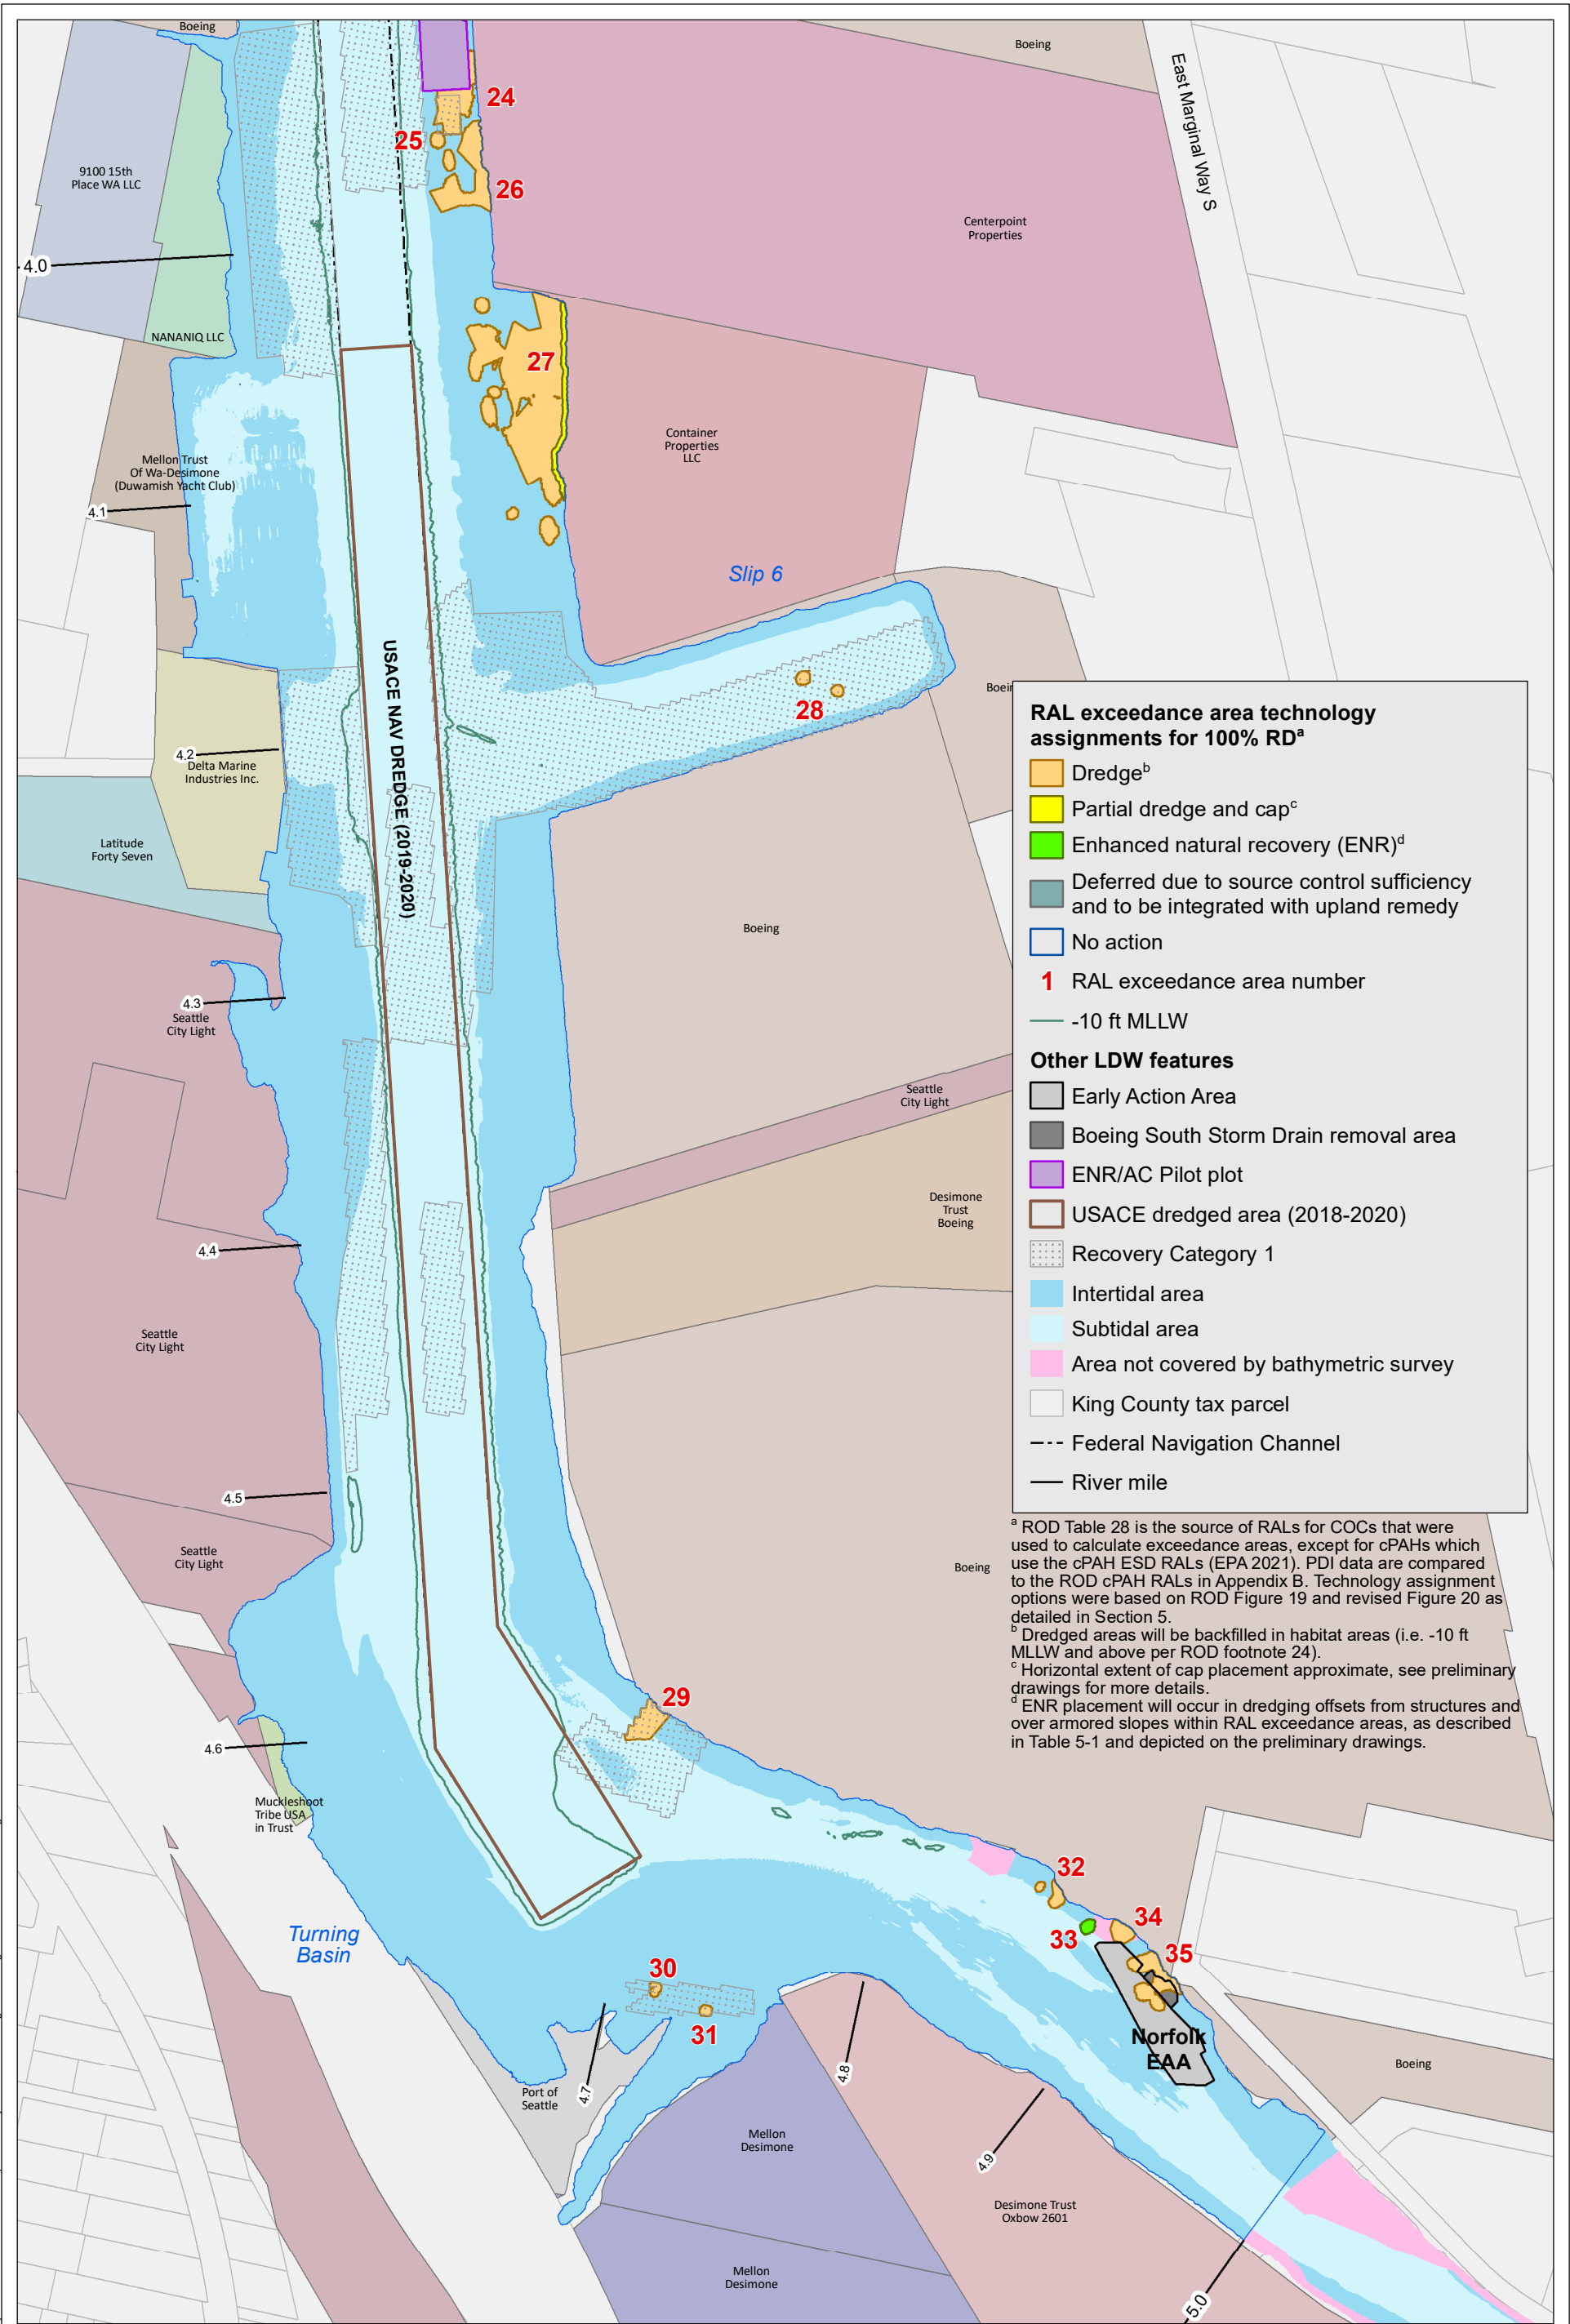 Boeing
Boeing
East Marginal Way S
24
25
26
9100 15th
Place WA LLC
Centerpoint
Properties
4.0
NANANIQ LLC
27
Container
Properties
LLC
Mellon Trust
Of Wa-Desimone
(Duwamish Yacht Club)
4.1
Slip 6
USACE NAV DREDGE (2019-2020)
28
4.2
Delta Marine
Industries Inc.
Latitude
Forty Seven
Boeing
4.3
Seattle
City Light
Seattle
City Light
Desimone
Trust
Boeing
4.4
Seattle
City Light
4.5
Seattle
City Light
Boeing
29
4.6
Muckleshoot
Tribe USA
in Trust
32
34
33
35
Turning
Basin
30
31
Norfolk
EAA
Boeing
Port of
Seattle
4.7
4.8
4.9
Mellon
Desimone
Desimone Trust
Oxbow 2601
Mellon
Desimone
5.0
RAL exceedance area technology
assignments for 100% RDa
Dredgeb
Partial dredge and capc
Enhanced natural recovery (ENR)d
Deferred due to source control sufficiency
and to be integrated with upland remedy
No action
1 RAL exceedance area number
-10 ft MLLW
Other LDW features
Early Action Area
Boeing South Storm Drain removal area
ENR/AC Pilot plot
USACE dredged area (2018-2020)
Recovery Category 1
Intertidal area
Subtidal area
Area not covered by bathymetric survey
King County tax parcel
Federal Navigation Channel
River mile
a ROD Table 28 is the source of RALs for COCs that were
used to calculate exceedance areas, except for cPAHs which
use the cPAH ESD RALs (EPA 2021). PDI data are compared
to the ROD cPAH RALs in Appendix B. Technology assignment
options were based on ROD Figure 19 and revised Figure 20 as
detailed in Section 5.
b Dredged areas will be backfilled in habitat areas (i.e. -10 ft
MLLW and above per ROD footnote 24).
c Horizontal extent of cap placement approximate, see preliminary
drawings for more details.
d ENR placement will occur in dredging offsets from structures and
over armored slopes within RAL exceedance areas, as described
in Table 5-1 and depicted on the preliminary drawings.